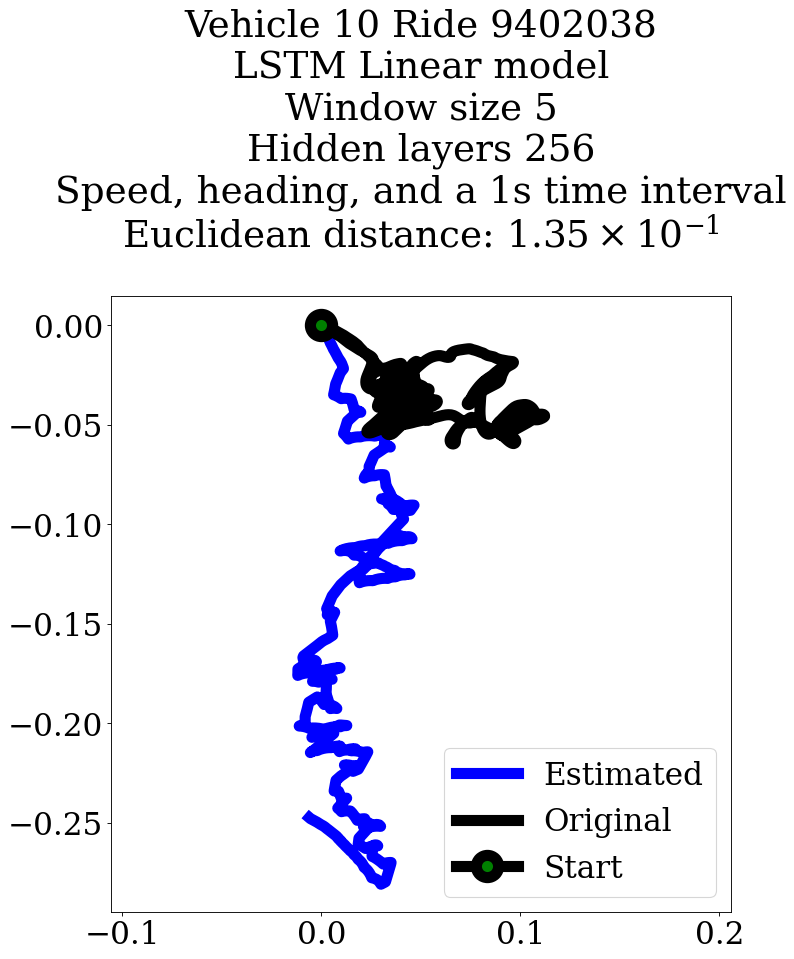 Vehicle 10 Ride 9402038
LSTM Linear model
Window size 5
Hidden layers 256
Speed, heading, and a 1s time interval
Euclidean distance: 1.35 × 10⁻¹
0.00
−0.05
−0.10
−0.15
−0.20
−0.25
Estimated
Original
Start
−0.1 0.0 0.1 0.2